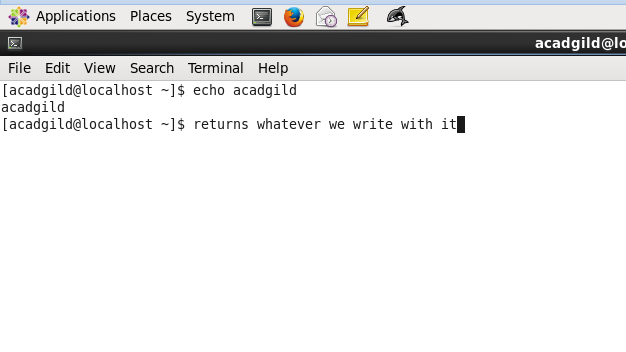 Applications Places System
acadgild@lo
File Edit View Search Terminal Help
[acadgild@localhost ~]$ echo acadgild
acadgild
[acadgild@localhost ~]$ returns whatever we write with it